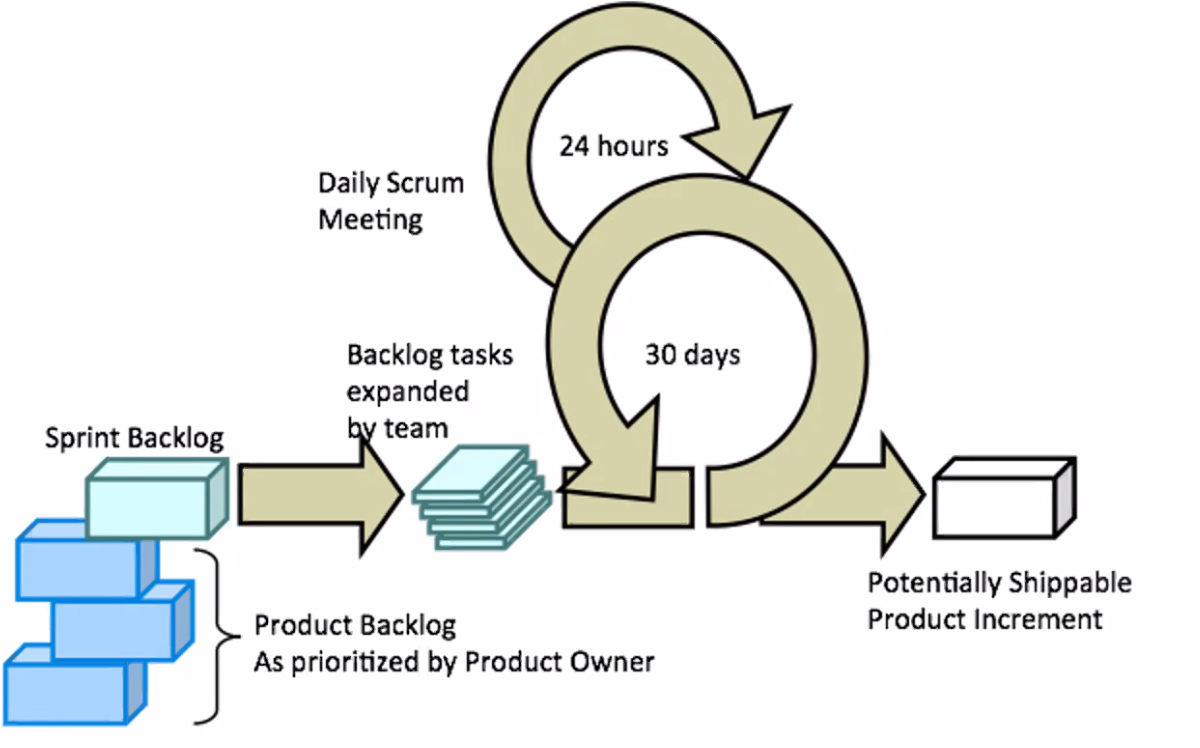 24 hours
Daily Scrum
Meeting
30 days
Backlog tasks
expanded
by team
Sprint Backlog
Potentially Shippable
Product Increment
Product Backlog
As prioritized by Product Owner